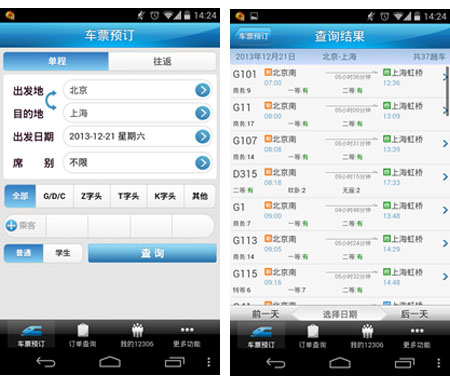 14:24
车票预订
单程 往返
出发地 北京
目的地 上海
出发日期 2013-12-21 星期六
席 别 不限
全部 G/D/C Z字头 T字头 K字头 其他
乘客
普通 学生 查询
车票预订 订单查询 我的12306 更多功能
14:24
车票预订 查询结果
2013年12月21日 北京-上海 共37趟车
G101 北京南 05小时36分钟 上海虹桥
07:00 12:36
商务:9 一等:有 二等:有
G11 北京南 05小时09分钟 上海虹桥
08:00 13:09
商务:7 一等:有 二等:有
G107 北京南 05小时31分钟 上海虹桥
08:08 13:39
商务:14 一等:有 二等:有
D315 北京南 09小时15分钟 上海虹桥
08:18 17:33
二等:有 软卧:2 无座:2
G1 北京南 04小时48分钟 上海虹桥
09:00 13:48
商务:7 一等:有 二等:有
G113 北京南 05小时24分钟 上海虹桥
09:05 14:29
商务:14 一等:有 二等:有
G115 北京南 05小时32分钟 上海虹桥
09:16 14:48
特等:6 一等:7 二等:有
前一天 选择日期 后一天
车票预订 订单查询 我的12306 更多功能